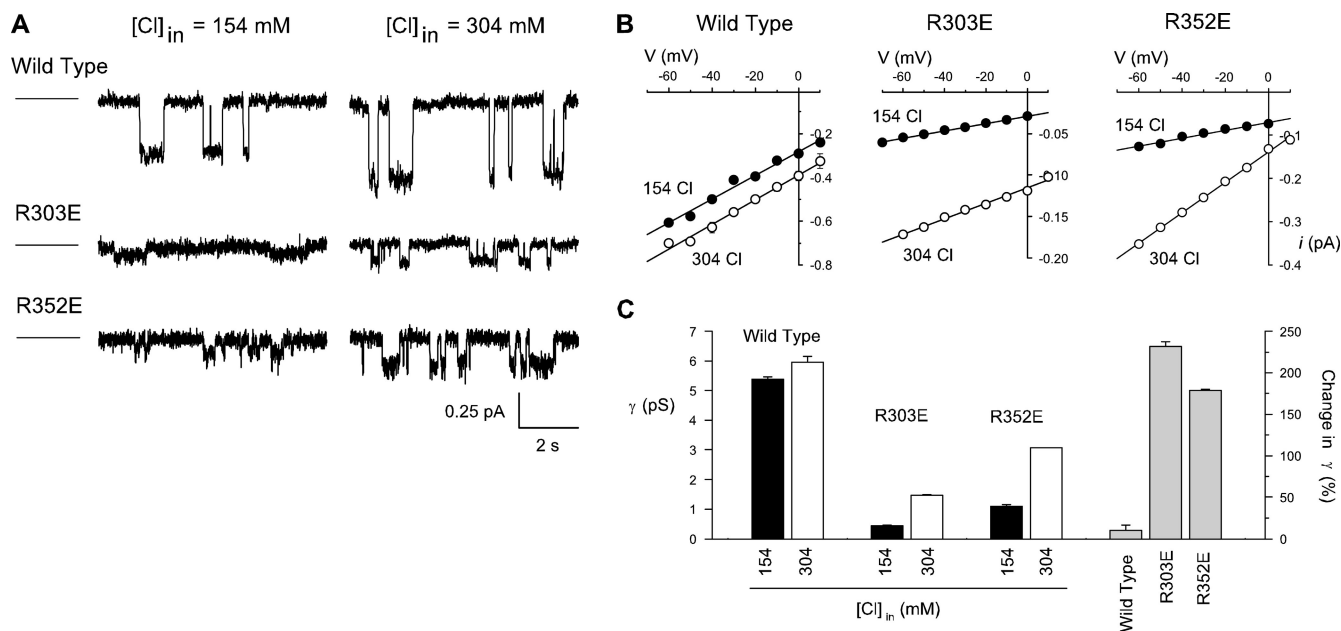 A
[Cl]in = 154 mM
[Cl]in = 304 mM
Wild Type
R303E
R352E
0.25 pA
2 s
B
Wild Type
R303E
R352E
V (mV)
V (mV)
V (mV)
-60 -40 -20 0
-60 -40 -20 0
-60 -40 -20 0
154 Cl
304 Cl
-0.2
-0.4
-0.6
-0.8
154 Cl
304 Cl
-0.05
-0.10
-0.15
-0.20
154 Cl
304 Cl
-0.1
-0.2
-0.3
-0.4
i (pA)
C
γ (pS)
7
6
5
4
3
2
1
0
Wild Type
R303E
R352E
154
304
154
304
154
304
[Cl]in (mM)
Wild Type
R303E
R352E
250
200
150
100
50
0
Change in γ (%)